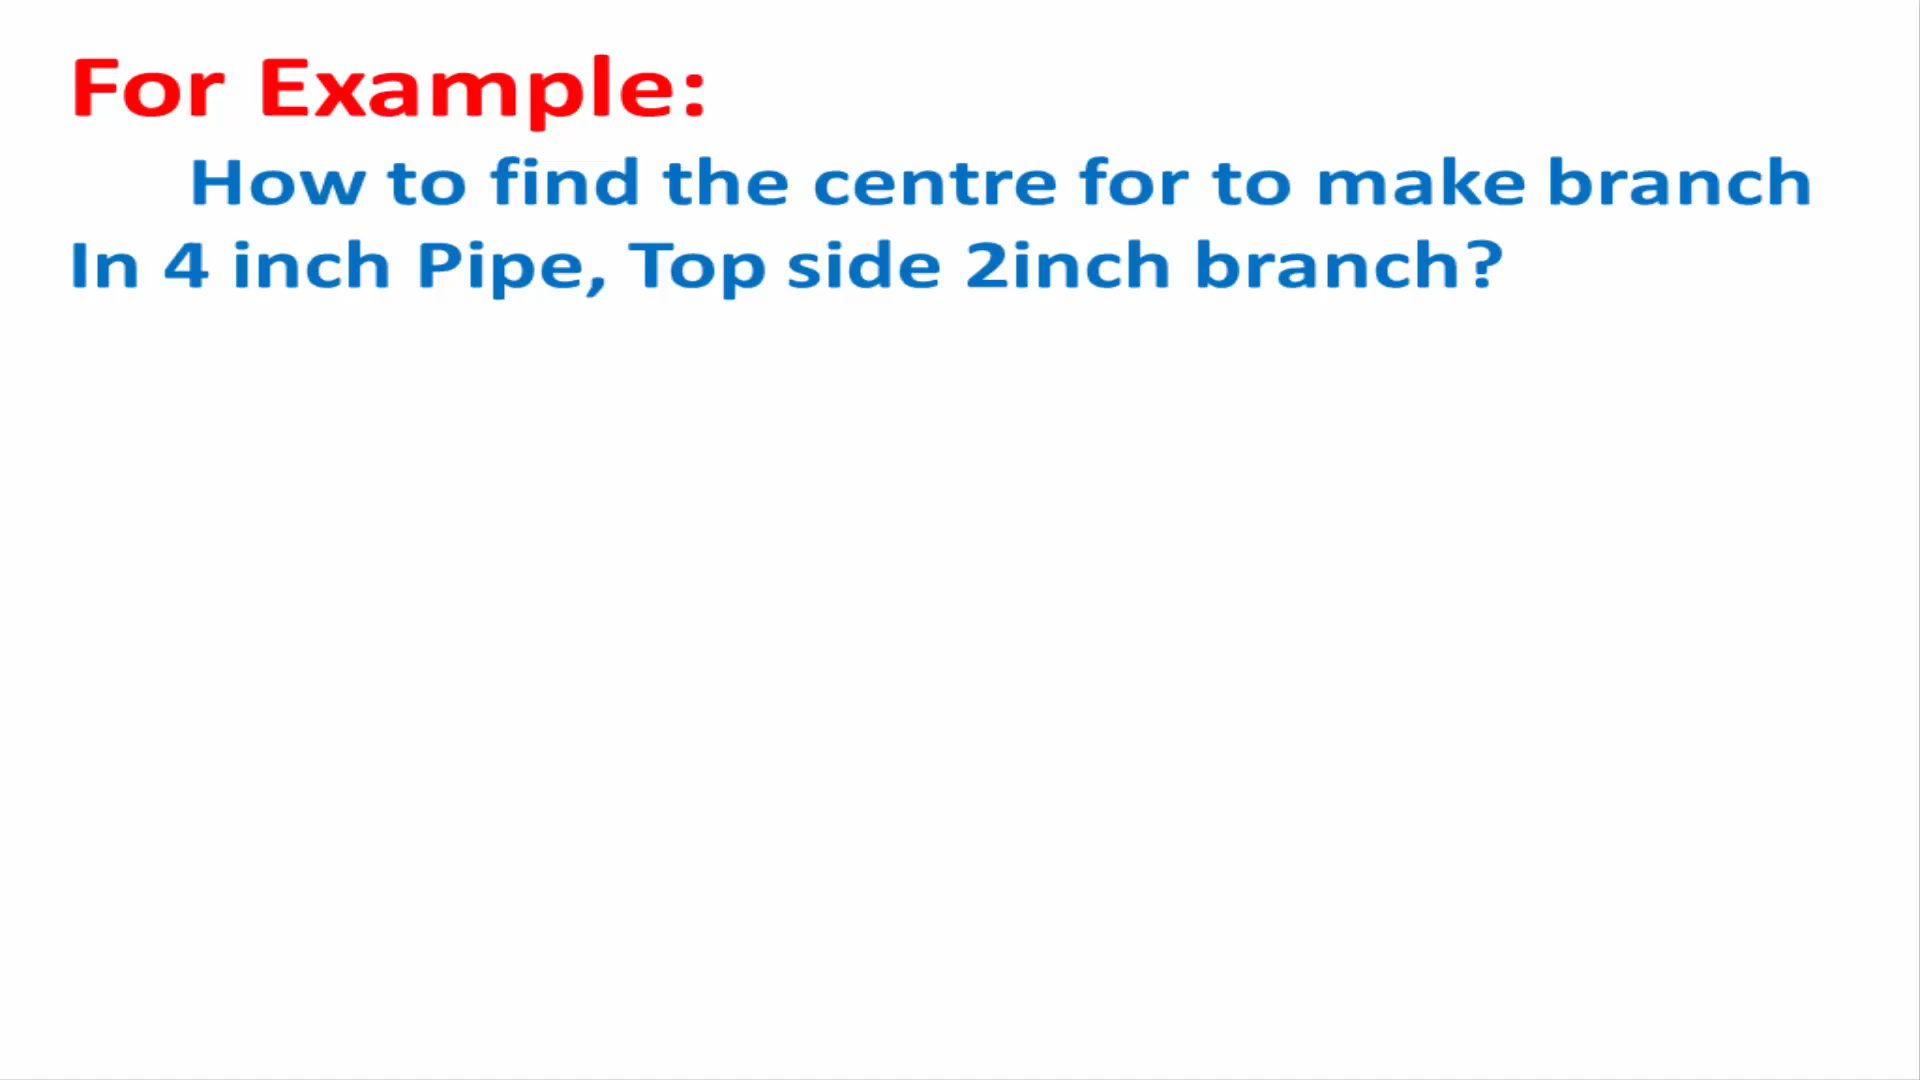 For Example:
How to find the centre for to make branch
In 4 inch Pipe, Top side 2inch branch?